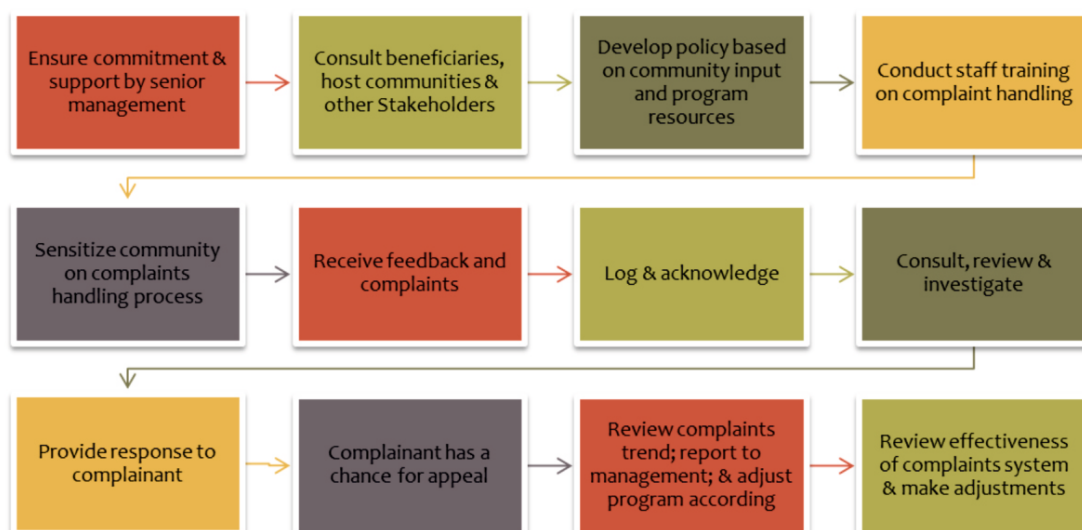 Ensure commitment &
support by senior
management
Consult beneficiaries,
host communities &
other Stakeholders
Develop policy based
on community input
and program
resources
Conduct staff training
on complaint handling
Sensitize community
on complaints
handling process
Receive feedback and
complaints
Log & acknowledge
Consult, review &
investigate
Provide response to
complainant
Complainant has a
chance for appeal
Review complaints
trend; report to
management; & adjust
program according
Review effectiveness
of complaints system
& make adjustments